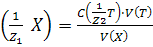 (1/Z₁ X) = C(1/Z2 T)·V(T) / V(X)